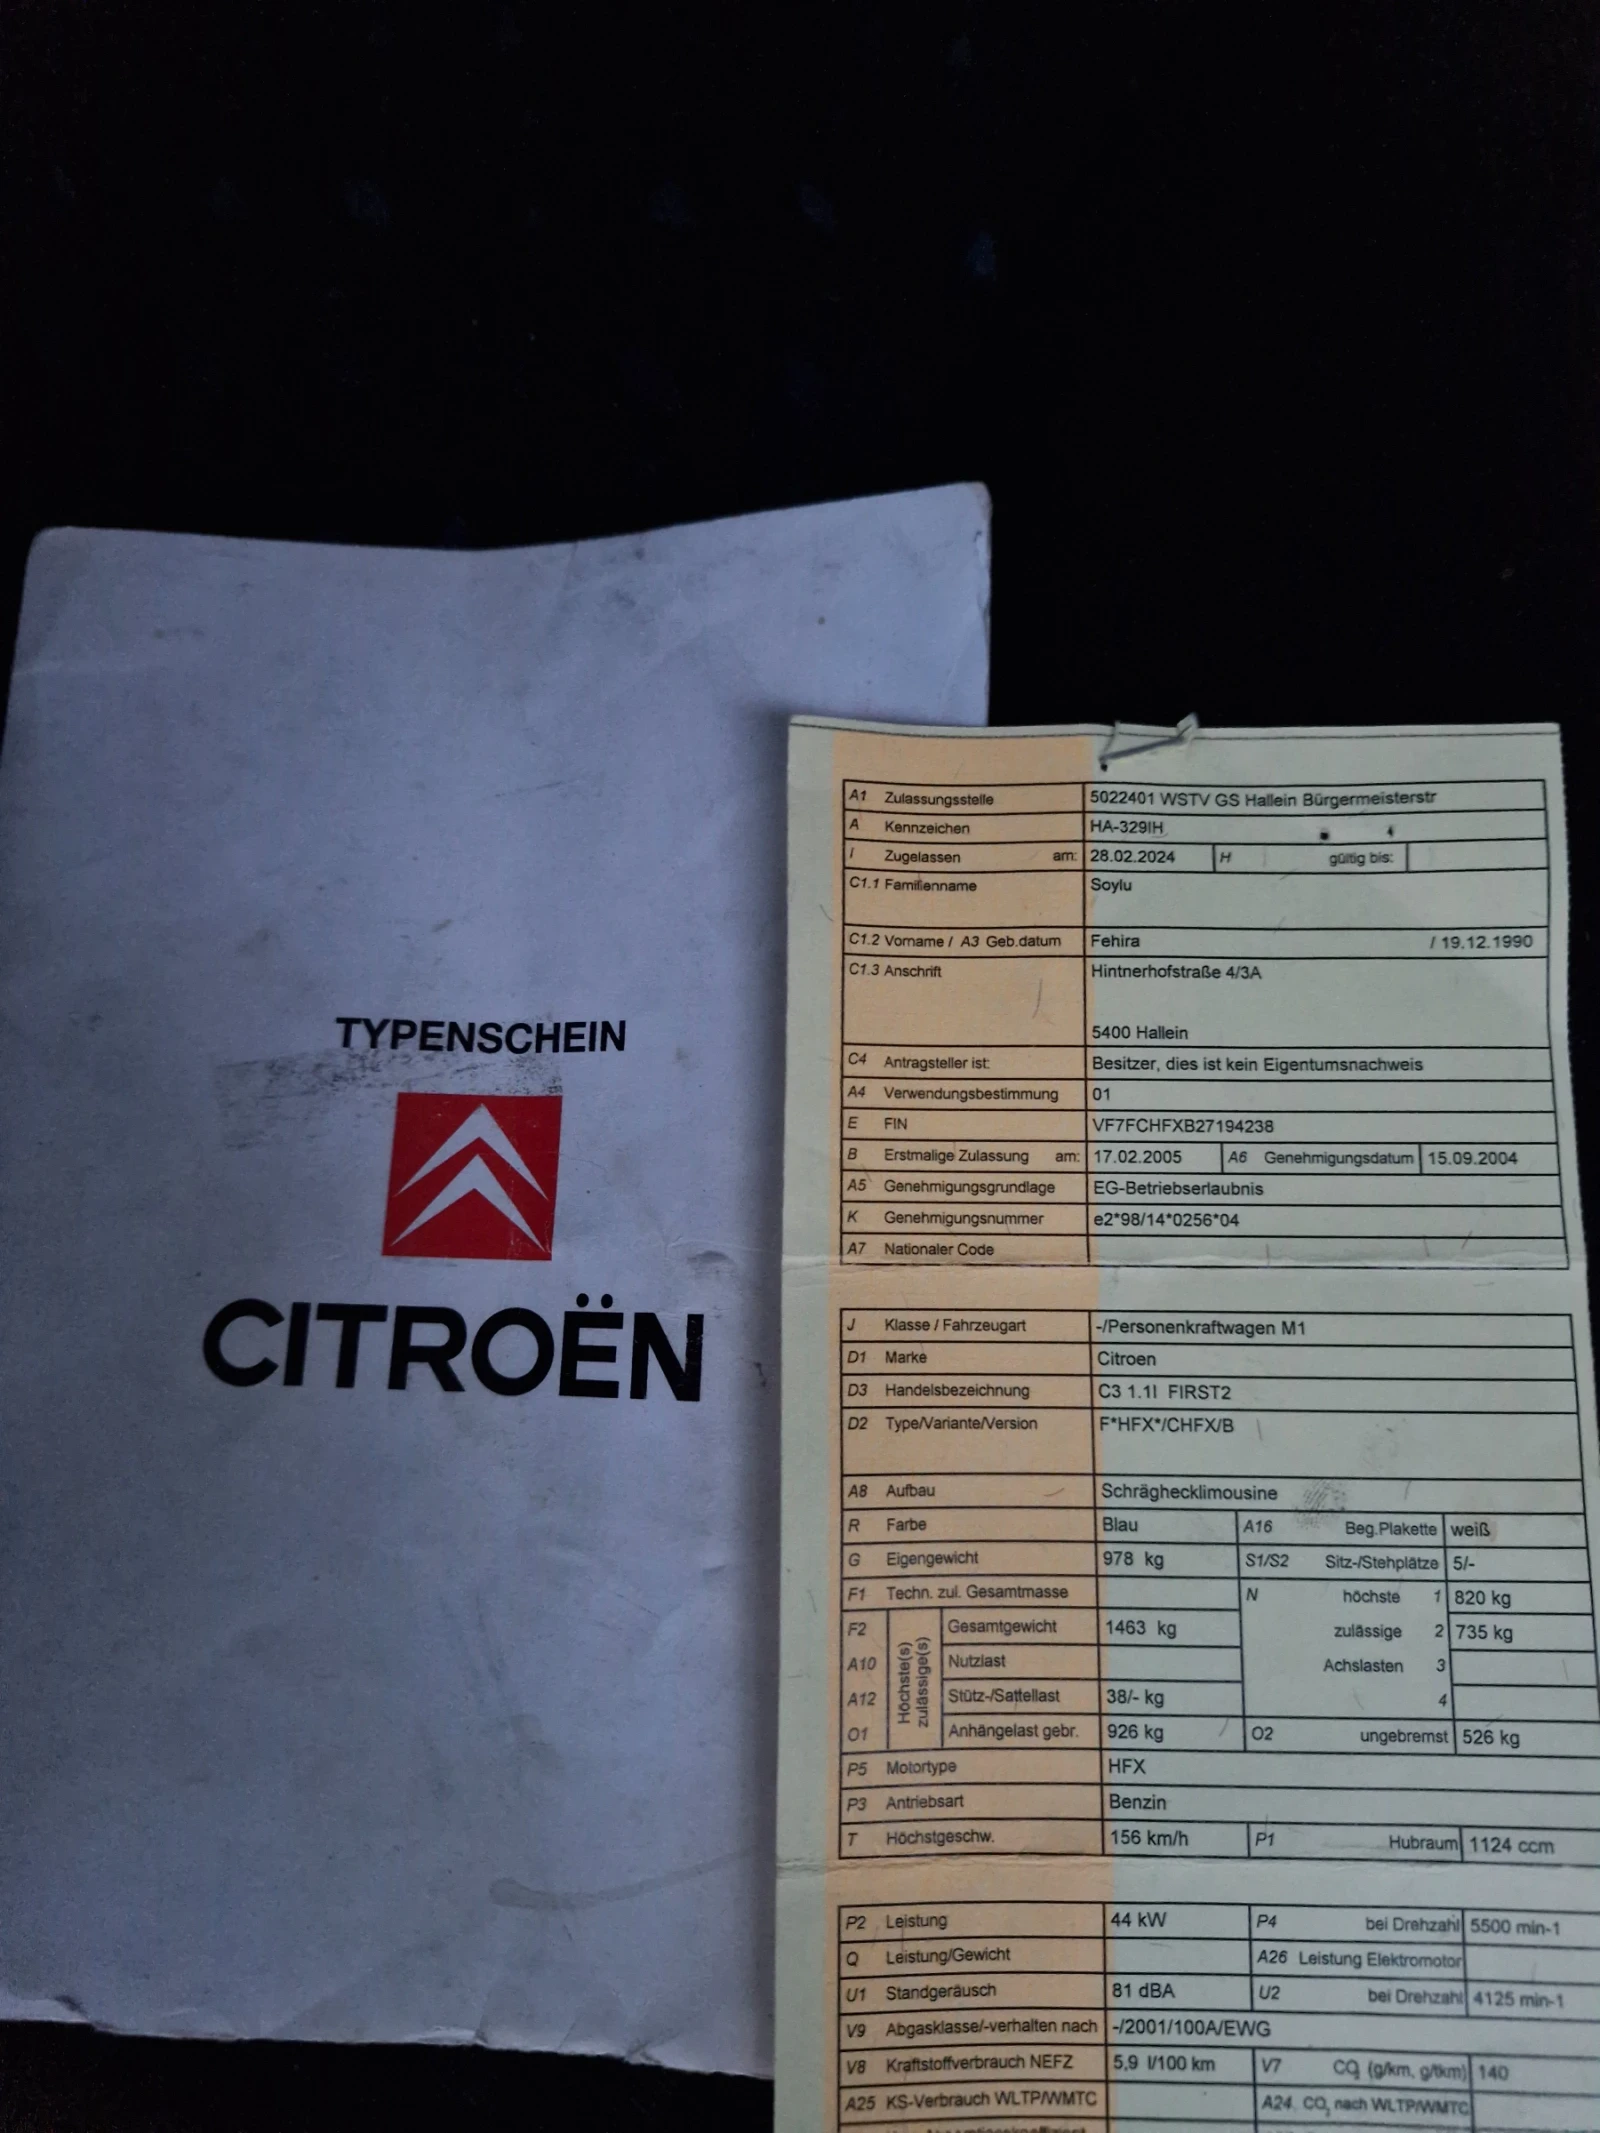 TYPENSCHEIN
CITROËN
A1 Zulassungsstelle 5022401 WSTV GS Hallein Bürgermeisterstr
A Kennzeichen HA-329IH
I Zugelassen am: 28.02.2024 H gültig bis:
C1.1 Familienname Soylu
C1.2 Vorname / A3 Geb.datum Fehira / 19.12.1990
C1.3 Anschrift Hintnerhofstraße 4/3A
5400 Hallein
C4 Antragsteller ist: Besitzer, dies ist kein Eigentumsnachweis
A4 Verwendungsbestimmung 01
E FIN VF7FCHFXB27194238
B Erstmalige Zulassung am: 17.02.2005 A6 Genehmigungsdatum 15.09.2004
A5 Genehmigungsgrundlage EG-Betriebserlaubnis
K Genehmigungsnummer e2*98/14*0256*04
A7 Nationaler Code
J Klasse / Fahrzeugart -/Personenkraftwagen M1
D1 Marke Citroen
D3 Handelsbezeichnung C3 1.1I FIRST2
D2 Type/Variante/Version F*HFX*/CHFX/B
A8 Aufbau Schräghecklimousine
R Farbe Blau A16 Beg.Plakette weiß
G Eigengewicht 978 kg S1/S2 Sitz-/Stehplätze 5/-
F1 Techn. zul. Gesamtmasse N höchste 1 820 kg
F2 Höchste(s) zulässige(s) Gesamtgewicht 1463 kg zulässige 2 735 kg
A10 Nutzlast Achslasten 3
A12 Stütz-/Sattellast 38/- kg 4
O1 Anhängelast gebr. 926 kg O2 ungebremst 526 kg
P5 Motortype HFX
P3 Antriebsart Benzin
T Höchstgeschw. 156 km/h P1 Hubraum 1124 ccm
P2 Leistung 44 kW P4 bei Drehzahl 5500 min-1
Q Leistung/Gewicht A26 Leistung Elektromotor
U1 Standgeräusch 81 dBA U2 bei Drehzahl 4125 min-1
V9 Abgasklasse/-verhalten nach -/2001/100A/EWG
V8 Kraftstoffverbrauch NEFZ 5,9 l/100 km V7 CO₂ (g/km, g/tkm) 140
A25 KS-Verbrauch WLTP/WMTC A24 CO₂ nach WLTP/WMTC